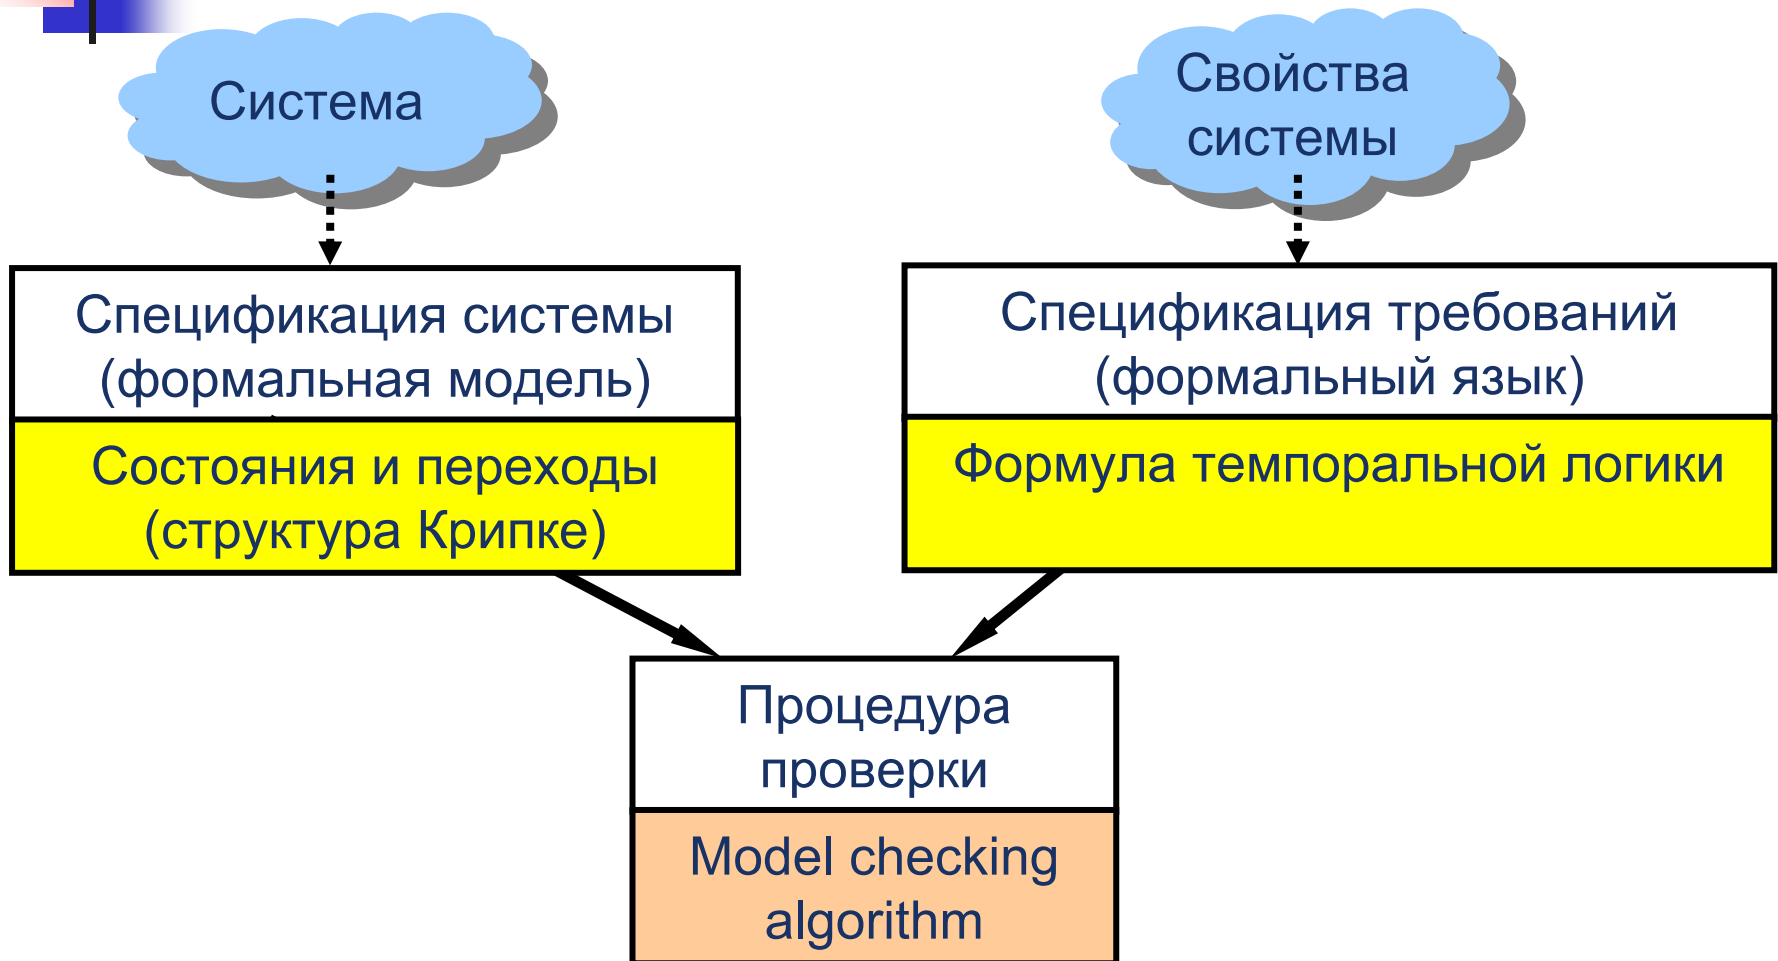 Система
Свойства
системы
Спецификация системы
(формальная модель)
Состояния и переходы
(структура Крипке)
Спецификация требований
(формальный язык)
Формула темпоральной логики
Процедура
проверки
Model checking
algorithm